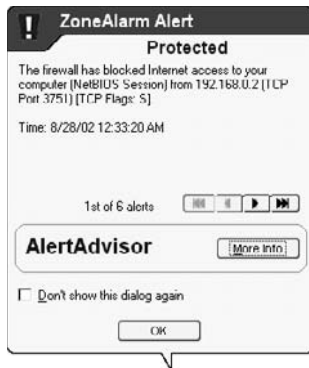 ZoneAlarm Alert
Protected
The firewall has blocked Internet access to your
computer (NetBIOS Session) from 192.168.0.2 (TCP
Port 3751) [TCP Flags: S].
Time: 8/28/02 12:33:20 AM
1st of 6 alerts
AlertAdvisor
More Info
Don't show this dialog again
OK